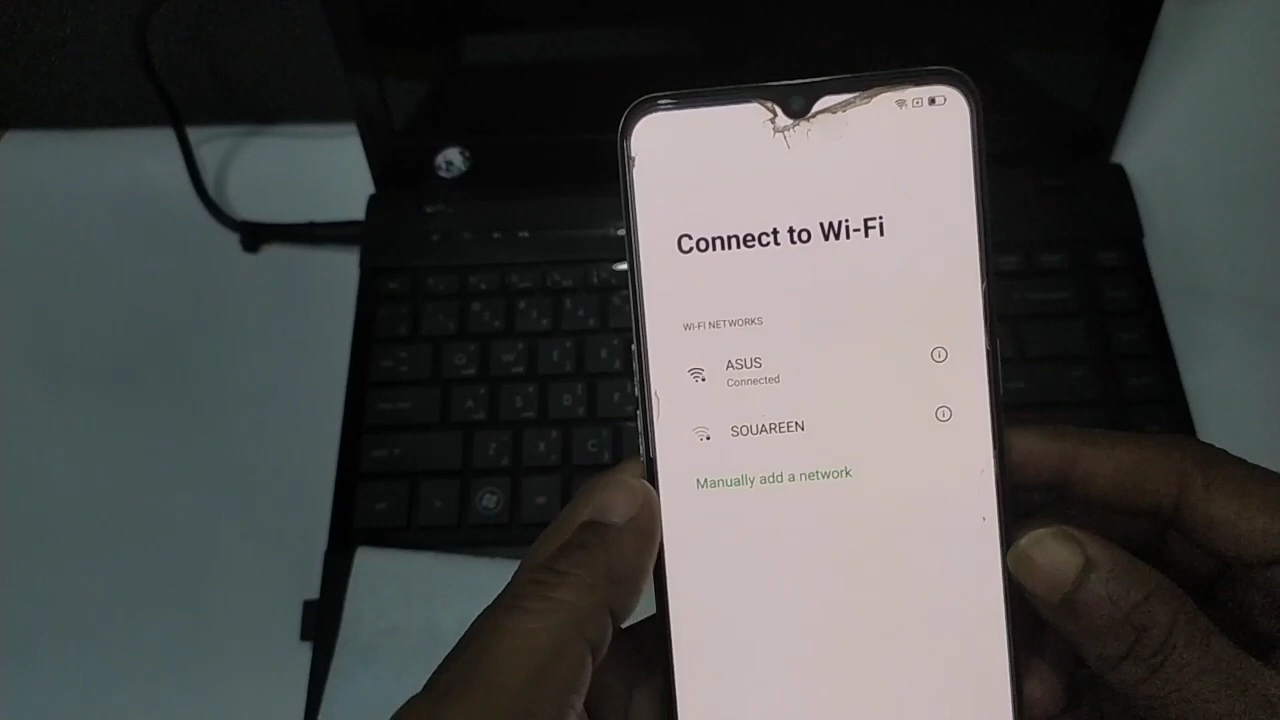 Connect to Wi-Fi
WI-FI NETWORKS
ASUS
Connected
SOUAREEN
Manually add a network
Q W E R
A S D F
Z X C